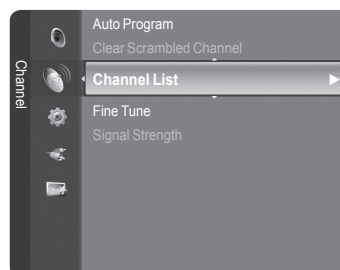 Channel
Auto Program
Clear Scrambled Channel
Channel List
Fine Tune
Signal Strength